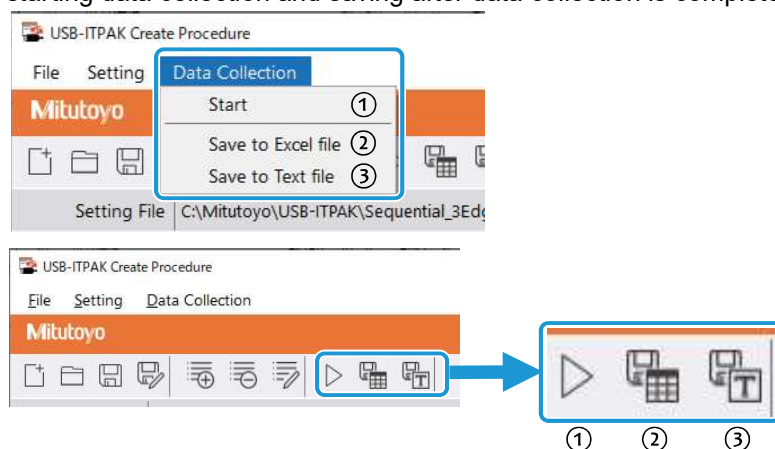 starting data collection and saving after data collection is complete
USB-ITPAK Create Procedure
File Setting Data Collection
Start ①
Mitutoyo
Save to Excel file ②
Save to Text file ③
Setting File C:\Mitutoyo\USB-ITPAK\Sequential_3Edg
USB-ITPAK Create Procedure
File Setting Data Collection
Mitutoyo
T
T
① ② ③